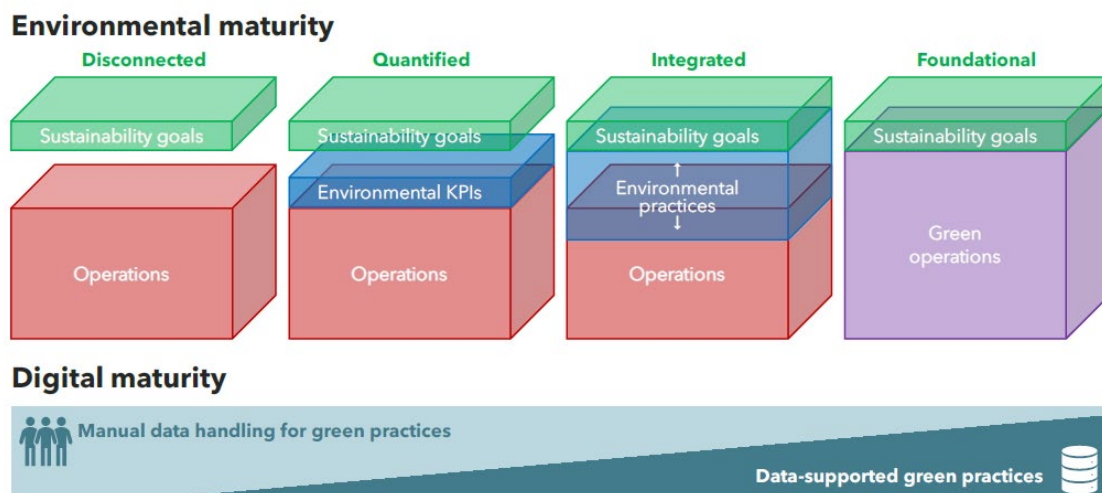 Environmental maturity
Disconnected
Quantified
Integrated
Foundational
Sustainability goals
Sustainability goals
Sustainability goals
Sustainability goals
Environmental KPIs
↑
Environmental
practices
↓
Operations
Operations
Operations
Green
operations
Digital maturity
Manual data handling for green practices
Data-supported green practices